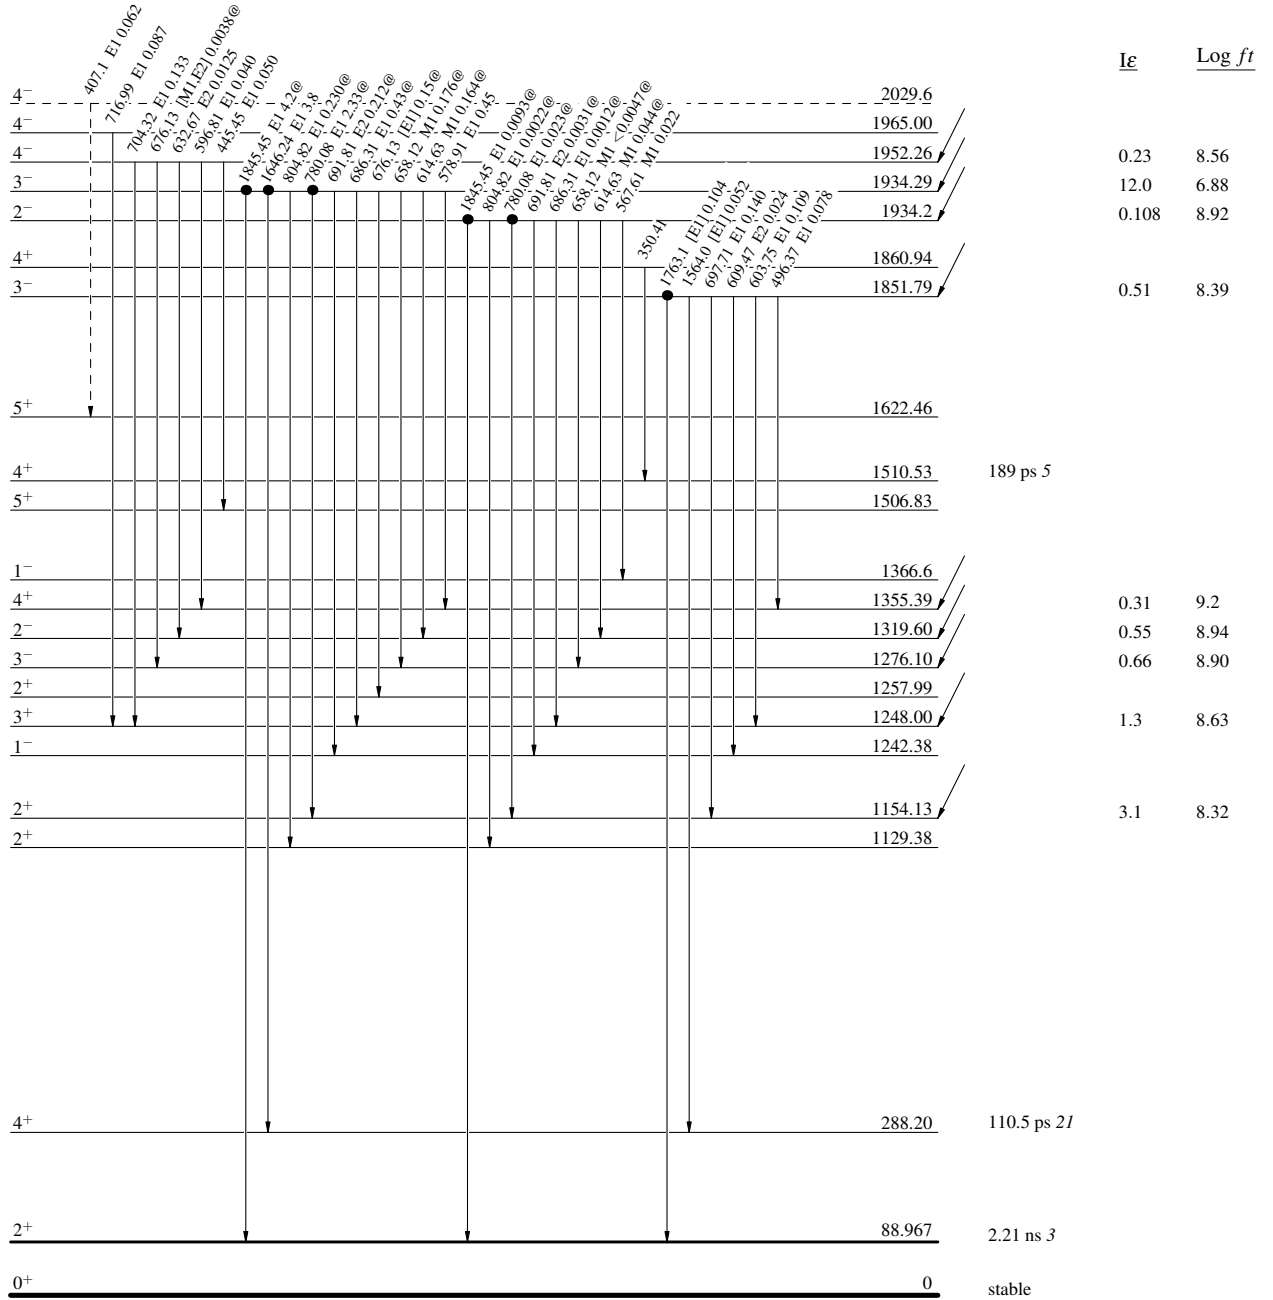 Iε Log ft
407.1 E1 0.062
716.99 E1 0.087
704.32 E1 0.133
676.13 [M1,E2] 0.0038@
632.67 E2 0.0125
596.81 E1 0.040
445.45 E1 0.050
1845.45 E1 4.2@
1646.24 E1 3.8
804.82 E1 0.230@
780.08 E1 2.33@
691.81 E2 0.212@
686.31 E1 0.43@
676.13 [E1] 0.15@
658.12 M1 0.176@
614.63 M1 0.164@
578.91 E1 0.45
1845.45 E1 0.0093@
804.82 E1 0.0022@
780.08 E1 0.023@
691.81 E2 0.0031@
686.31 E1 0.0012@
658.12 M1 <0.0047@
614.63 M1 0.0444@
567.61 M1 0.022
350.41
1763.1 [E1] 0.104
1564.0 [E1] 0.052
697.71 E1 0.140
609.47 E2 0.024
603.75 E1 0.109
496.37 E1 0.078
4− 2029.6
4− 1965.00
4− 1952.26 0.23 8.56
3− 1934.29 12.0 6.88
2− 1934.2 0.108 8.92
4+ 1860.94
3− 1851.79 0.51 8.39
5+ 1622.46
4+ 1510.53 189 ps 5
5+ 1506.83
1− 1366.6
4+ 1355.39 0.31 9.2
2− 1319.60 0.55 8.94
3− 1276.10 0.66 8.90
2+ 1257.99
3+ 1248.00 1.3 8.63
1− 1242.38
2+ 1154.13 3.1 8.32
2+ 1129.38
4+ 288.20 110.5 ps 21
2+ 88.967 2.21 ns 3
0+ 0 stable